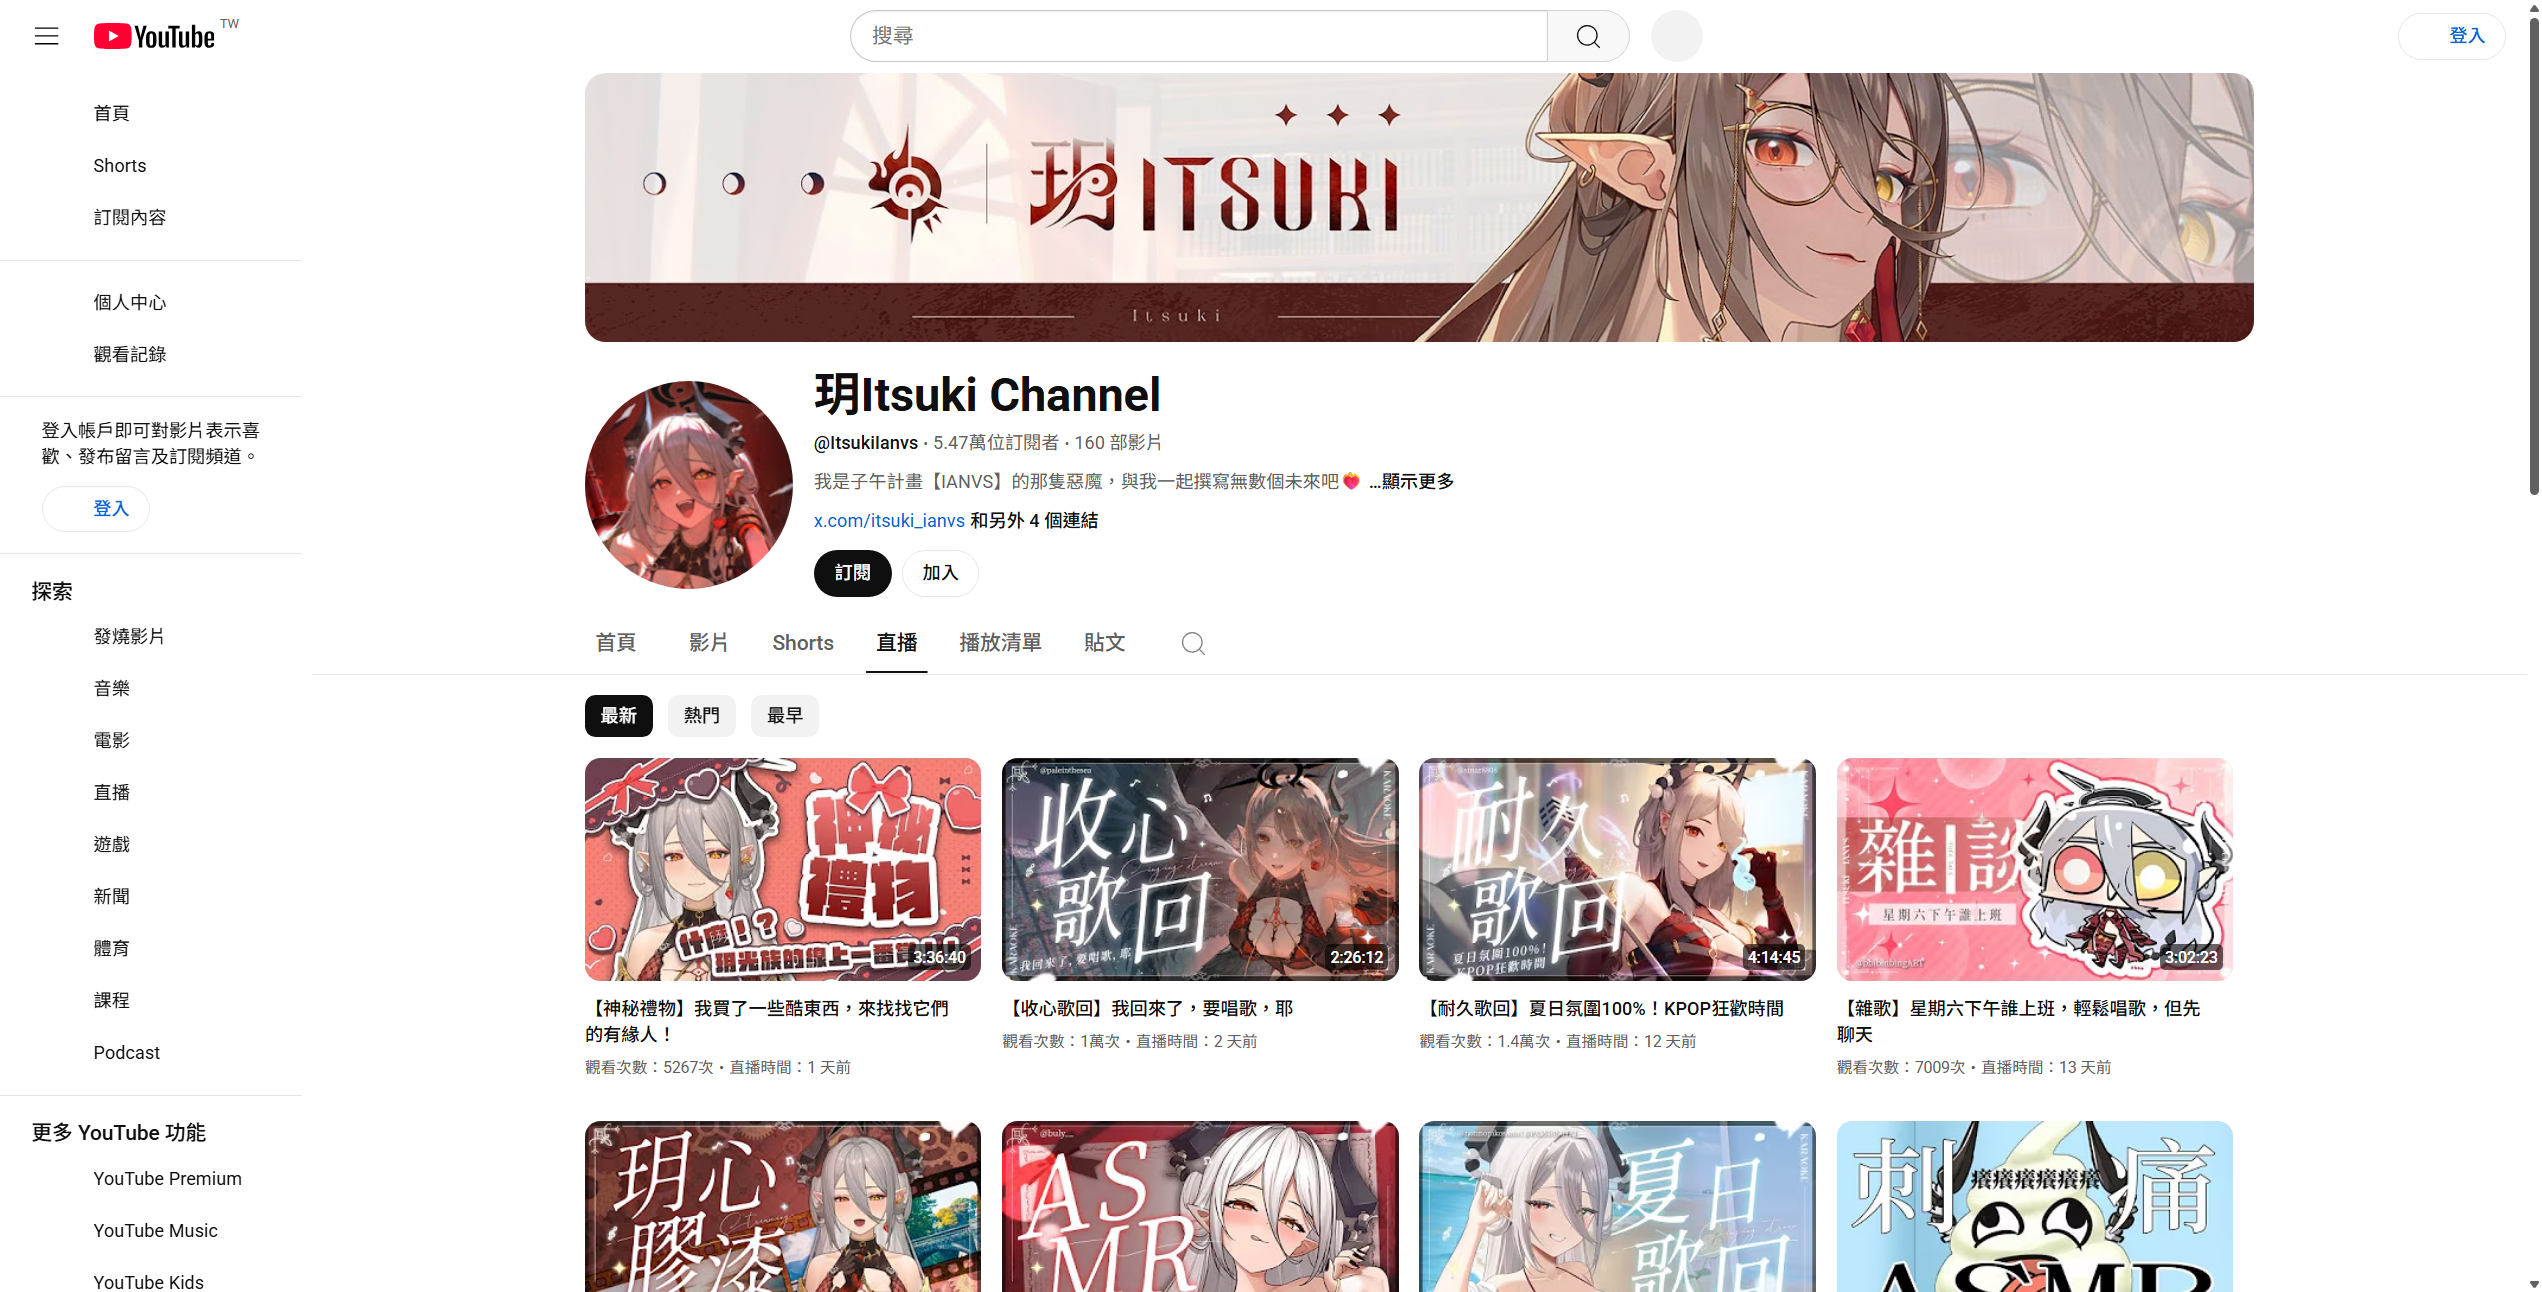 YouTube TW
搜尋
登入
首頁
Shorts
訂閱內容
個人中心
觀看記錄
登入帳戶即可對影片表示喜
歡、發布留言及訂閱頻道。
登入
探索
發燒影片
音樂
電影
直播
遊戲
新聞
體育
課程
Podcast
更多 YouTube 功能
YouTube Premium
YouTube Music
YouTube Kids
玥 ITSUKI
Itsuki
玥Itsuki Channel
@ItsukiIanvs · 5.47萬位訂閱者 · 160 部影片
我是子午計畫【IANVS】的那隻惡魔，與我一起撰寫無數個未來吧❤️‍🔥 ...顯示更多
x.com/itsuki_ianvs 和另外 4 個連結
訂閱
加入
首頁 影片 Shorts 直播 播放清單 貼文
最新 熱門 最早
神秘
禮物
什麼！？
玥光族的線上一番賞
3:36:40
【神秘禮物】我買了一些酷東西，來找找它們
的有緣人！
觀看次數：5267次・直播時間：1 天前
@paleinthesea
KARAOKE
收心
歌回
我回來了，要唱歌，耶
KARAOKE
2:26:12
【收心歌回】我回來了，要唱歌，耶
觀看次數：1萬次・直播時間：2 天前
耐久
歌回
夏日氛圍100%！
KPOP狂歡時間
KARAOKE
4:14:45
【耐久歌回】夏日氛圍100%！KPOP狂歡時間
觀看次數：1.4萬次・直播時間：12 天前
雜談
星期六下午誰上班
3:02:23
【雜歌】星期六下午誰上班，輕鬆唱歌，但先
聊天
觀看次數：7009次・直播時間：13 天前
玥心
膠漆
@buly__
ASMR
夏日
歌回
KARAOKE
刺痛
癢癢癢癢癢癢
ASMR